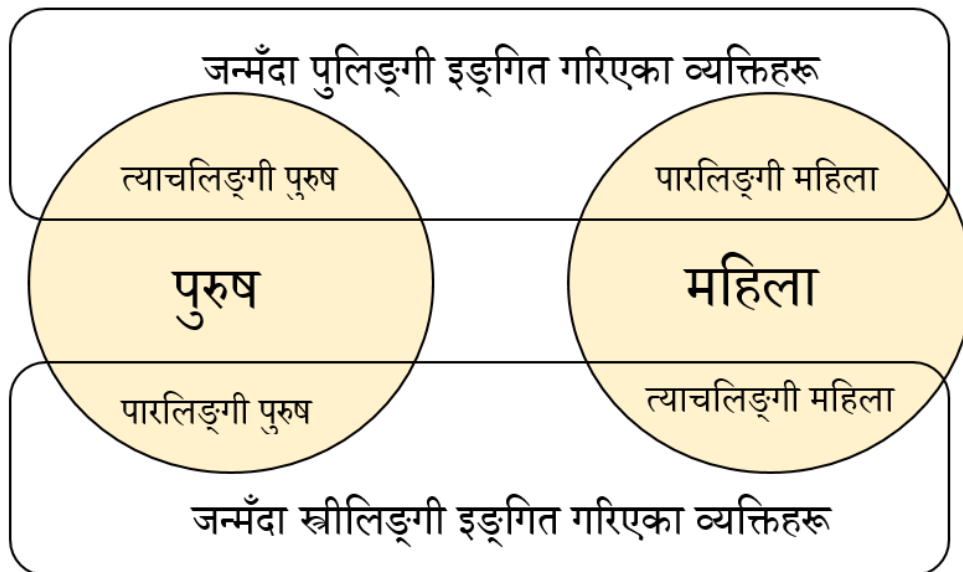 जन्मँदा पुलिङ्गी इङ्गित गरिएका व्यक्तिहरू
त्याचलिङ्गी पुरुष
पारलिङ्गी महिला
पुरुष
महिला
पारलिङ्गी पुरुष
त्याचलिङ्गी महिला
जन्मँदा स्त्रीलिङ्गी इङ्गित गरिएका व्यक्तिहरू